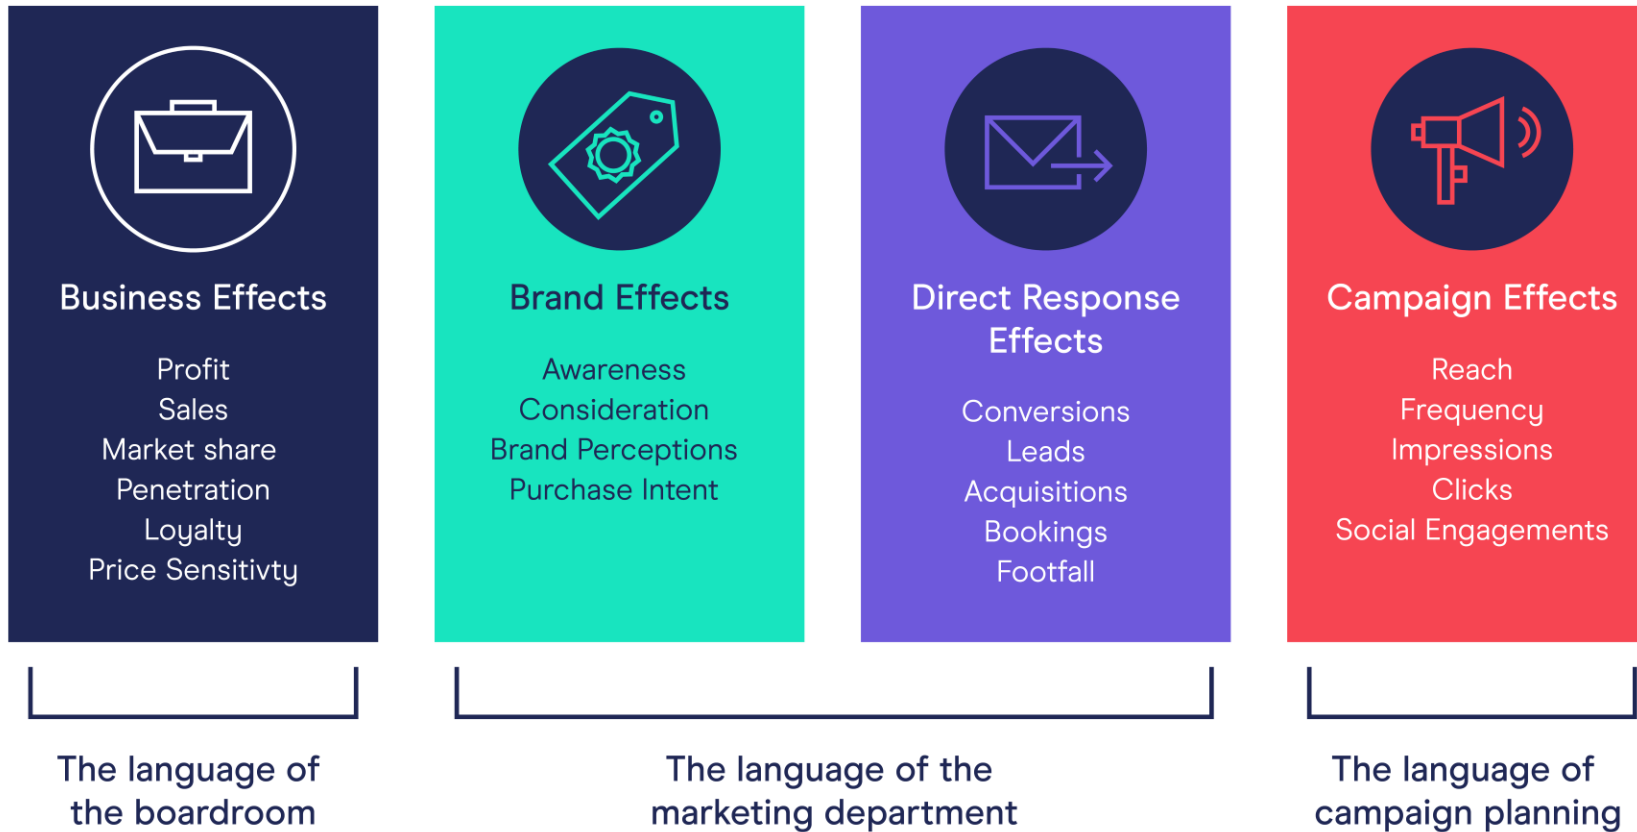 Business Effects
Profit
Sales
Market share
Penetration
Loyalty
Price Sensitivty
Brand Effects
Awareness
Consideration
Brand Perceptions
Purchase Intent
Direct Response
Effects
Conversions
Leads
Acquisitions
Bookings
Footfall
Campaign Effects
Reach
Frequency
Impressions
Clicks
Social Engagements
The language of
the boardroom
The language of the
marketing department
The language of
campaign planning